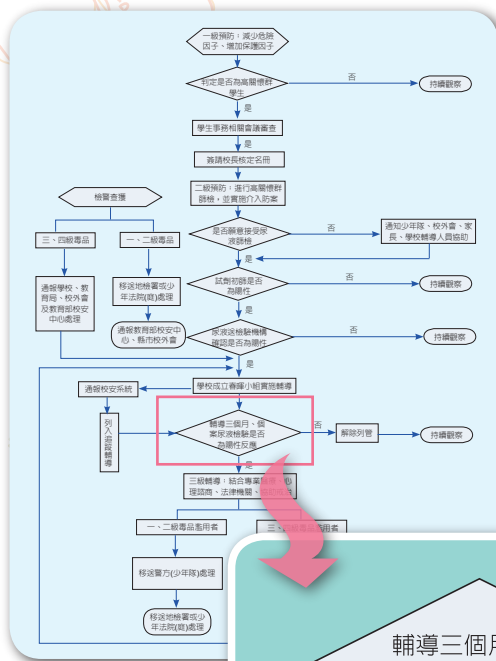 一級預防：減少危險
因子、增加保護因子
判定是否為高關懷群
學生
否
持續觀察
是
學生事務相關會議審查
是
簽請校長核定名冊
二級預防：進行高關懷群
篩檢，並實施介入防案
檢警查獲
是否願意接受尿
液篩檢
否
通知少年隊、校外會、家
長、學校輔導人員協助
三、四級毒品
一、二級毒品
是
試劑初篩是否
為陽性
否
持續觀察
通報學校、教
育局、校外會
及教育部校安
中心處理
移送地檢署或少
年法院(庭)處理
是
通報教育部校安中
心、縣市校外會
尿液送檢驗機構
確認是否為陽性
否
持續觀察
是
通報校安系統
學校成立春暉小組實施輔導
列入追蹤輔導
輔導三個月、個
案尿液檢驗是否
為陽性反應
否
解除列管
持續觀察
是
三級輔導：結合專業
理諮商、法律機關、
一、二級毒品濫用者
移送警方(少年隊)處理
移送地檢署或少
年法院(庭)處理
輔導三個月